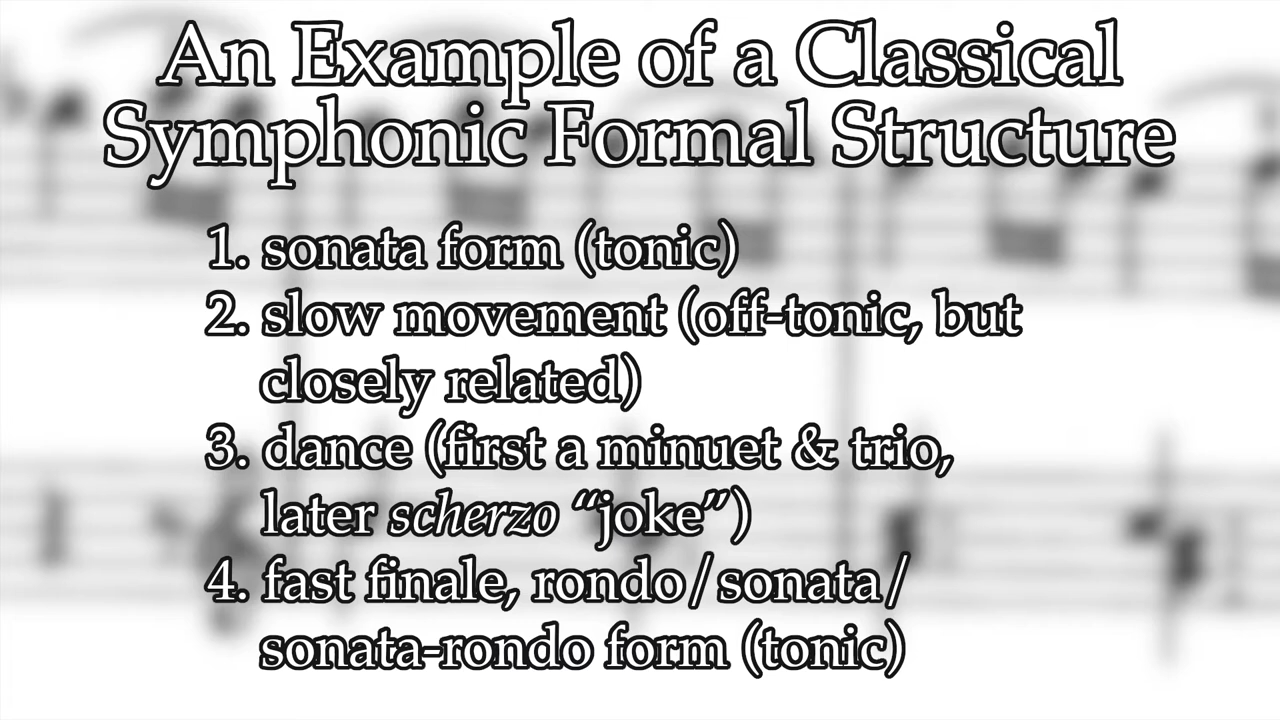 An Example of a Classical
Symphonic Formal Structure
1. sonata form (tonic)
2. slow movement (off-tonic, but
closely related)
3. dance (first a minuet & trio,
later scherzo “joke”)
4. fast finale, rondo/sonata/
sonata-rondo form (tonic)